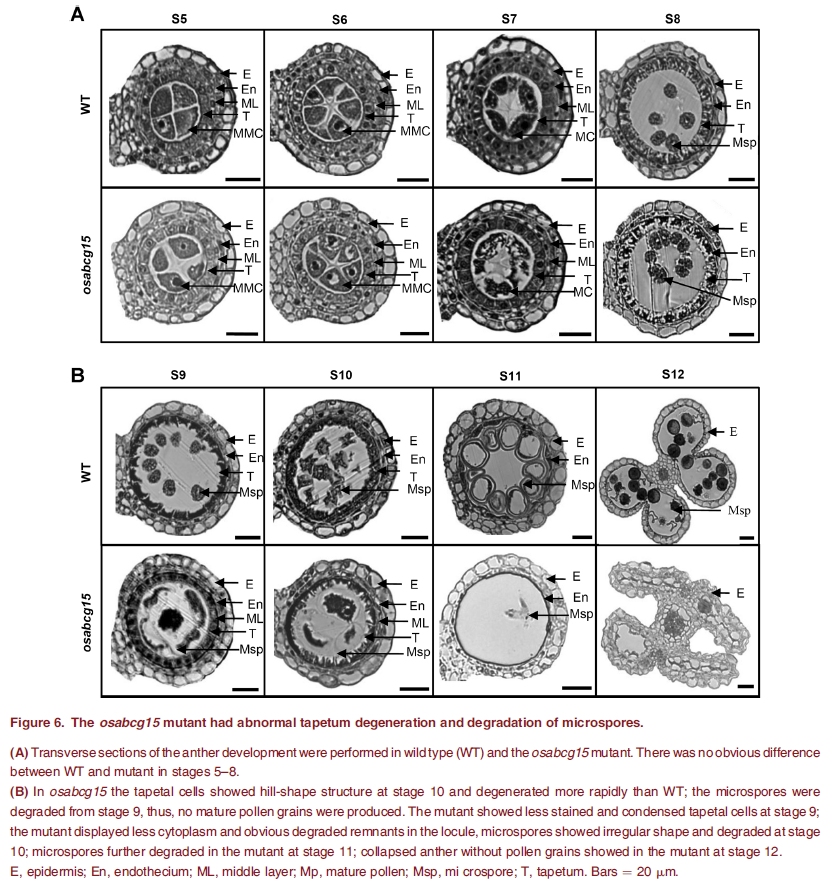 A
S5 S6 S7 S8
WT
E E E E
En En En En
ML ML ML T
T T T Msp
MMC MMC MC
osabcg15
E E E E
En En En En
ML ML ML T
T T T Msp
MMC MMC MC
B
S9 S10 S11 S12
WT
E E E E
En En En Msp
T T Msp
Msp Msp
osabcg15
E E E E
En En En
ML ML Msp
T T
Msp Msp
Figure 6. The osabcg15 mutant had abnormal tapetum degeneration and degradation of microspores.
(A) Transverse sections of the anther development were performed in wild type (WT) and the osabcg15 mutant. There was no obvious difference
between WT and mutant in stages 5–8.
(B) In osabcg15 the tapetal cells showed hill-shape structure at stage 10 and degenerated more rapidly than WT; the microspores were
degraded from stage 9, thus, no mature pollen grains were produced. The mutant showed less stained and condensed tapetal cells at stage 9;
the mutant displayed less cytoplasm and obvious degraded remnants in the locule, microspores showed irregular shape and degraded at stage
10; microspores further degraded in the mutant at stage 11; collapsed anther without pollen grains showed in the mutant at stage 12.
E, epidermis; En, endothecium; ML, middle layer; Mp, mature pollen; Msp, mi crospore; T, tapetum. Bars = 20 μm.